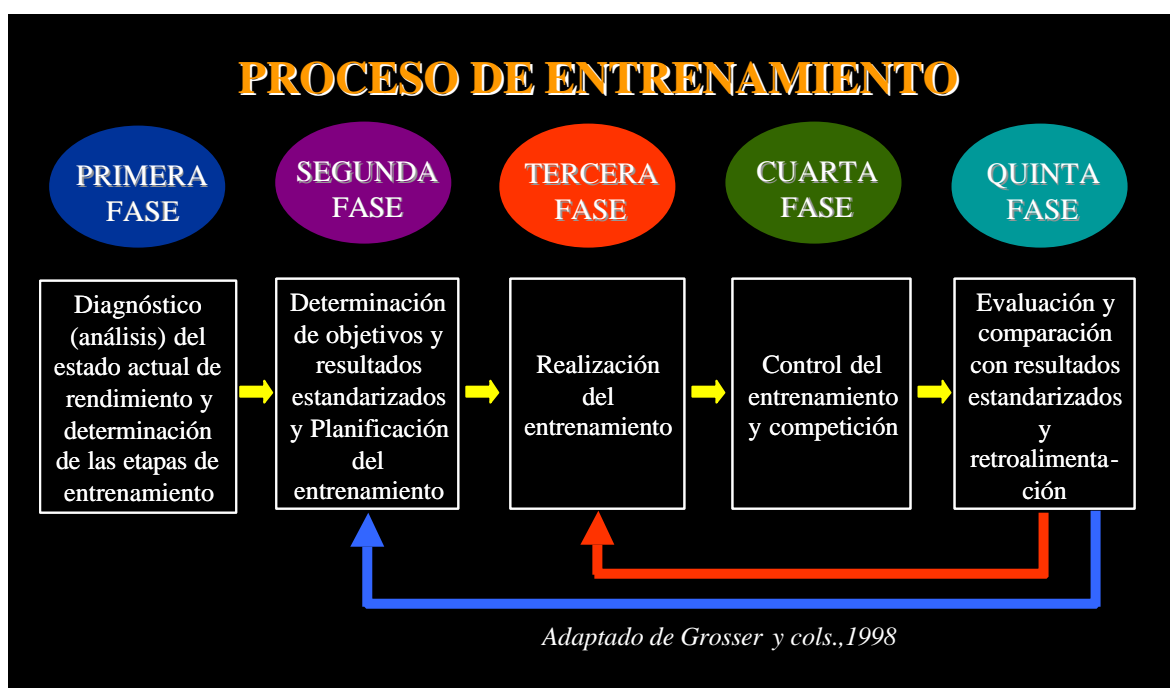 PROCESO DE ENTRENAMIENTO
PRIMERA
FASE
SEGUNDA
FASE
TERCERA
FASE
CUARTA
FASE
QUINTA
FASE
Diagnóstico
(análisis) del
estado actual de
rendimiento y
determinación
de las etapas de
entrenamiento
Determinación
de objetivos y
resultados
estandarizados
y Planificación
del
entrenamiento
Realización
del
entrenamiento
Control del
entrenamiento
y competición
Evaluación y
comparación
con resultados
estandarizados
y
retroalimenta-
ción
Adaptado de Grosser y cols.,1998